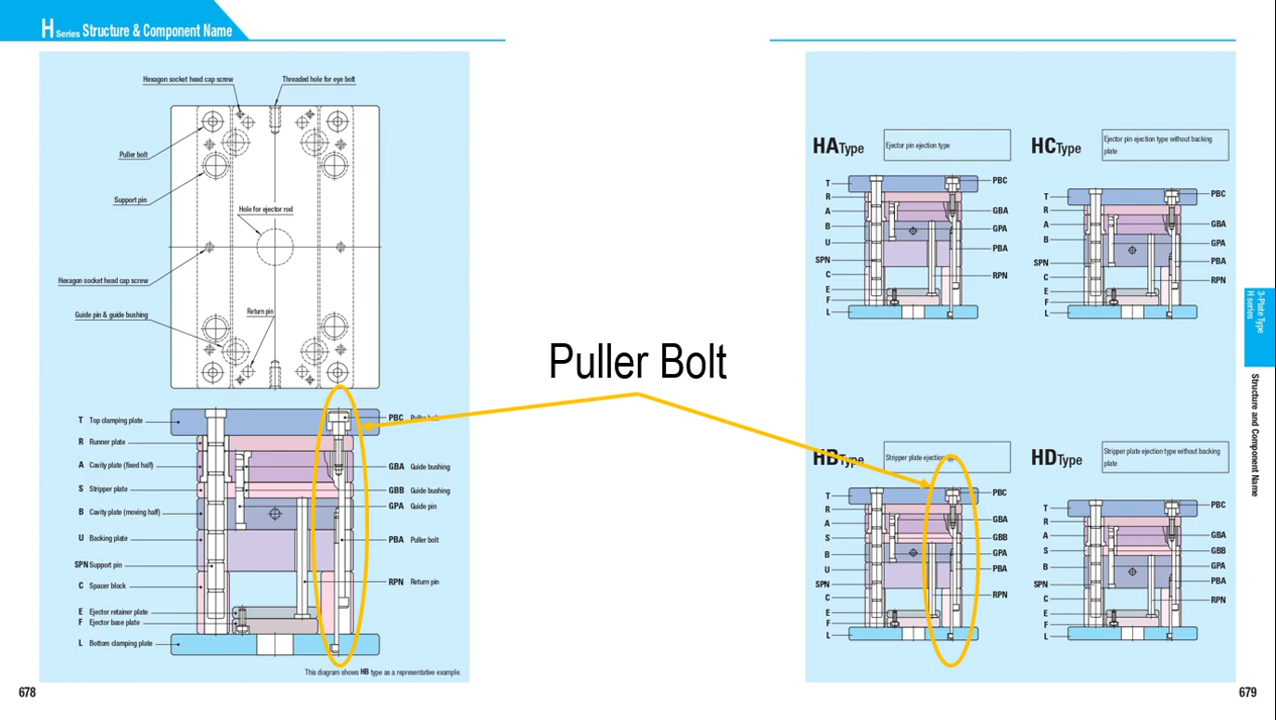 H Series Structure & Component Name
Hexagon socket head cap screw
Threaded hole for eye bolt
Puller bolt
Support pin
Hole for ejector rod
Hexagon socket head cap screw
Guide pin & guide bushing
Return pin
T Top clamping plate
R Runner plate
A Cavity plate (fixed half)
S Stripper plate
B Cavity plate (moving half)
U Backing plate
SPN Support pin
C Spacer block
E Ejector retainer plate
F Ejector base plate
L Bottom clamping plate
PBC Puller bolt
GBA Guide bushing
GBB Guide bushing
GPA Guide pin
PBA Puller bolt
RPN Return pin
This diagram shows HB type as a representative example.
678
Puller Bolt
HA Type
Ejector pin ejection type
T
R
A
B
U
SPN
C
E
F
L
PBC
GBA
GPA
PBA
RPN
HC Type
Ejector pin ejection type without backing
plate
T
R
A
B
SPN
C
E
F
L
PBC
GBA
GPA
PBA
RPN
HB Type
Stripper plate ejection
T
R
A
S
B
U
SPN
C
E
F
L
PBC
GBA
GBB
GPA
PBA
RPN
HD Type
Stripper plate ejection type without backing
plate
T
R
A
S
B
SPN
C
E
F
L
PBC
GBA
GBB
GPA
PBA
RPN
3-Plate Type
H series
Structure and Component Name
679